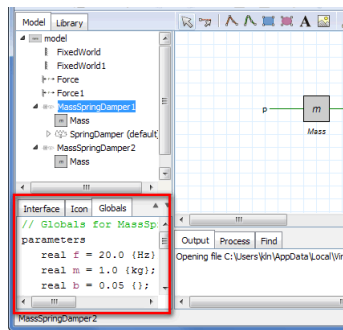 Model Library
model
FixedWorld
FixedWorld1
Force
Force1
MassSpringDamper1
m Mass
SpringDamper (default)
MassSpringDamper2
m Mass
A
p
m
Mass
Interface Icon Globals
// Globals for MassSp
parameters
real f = 20.0 {Hz}
real m = 1.0 {kg};
real b = 0.05 {};
Output Process Find
Opening file C:\Users\kln\AppData\Local\
MassSpringDamper2